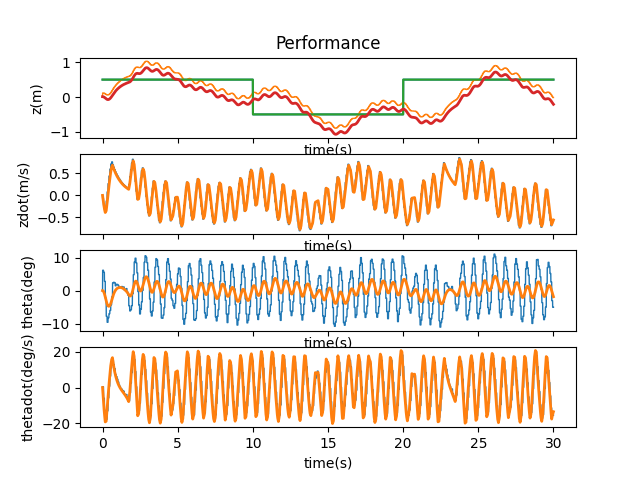 Performance
z(m)
1
0
−1
time(s)
zdot(m/s)
0.5
0.0
−0.5
time(s)
theta(deg)
10
0
−10
time(s)
thetadot(deg/s)
20
0
−20
0 5 10 15 20 25 30
time(s)